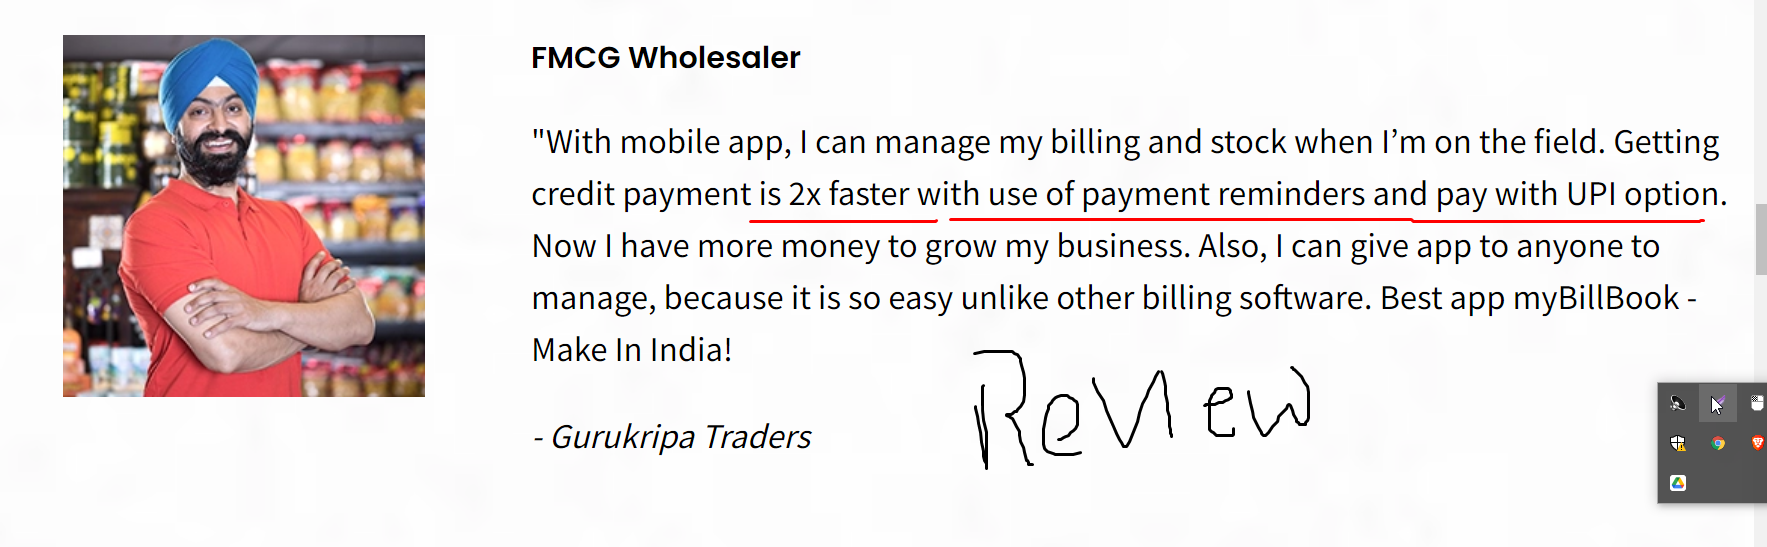 FMCG Wholesaler
"With mobile app, I can manage my billing and stock when I’m on the field. Getting
credit payment is 2x faster with use of payment reminders and pay with UPI option.
Now I have more money to grow my business. Also, I can give app to anyone to
manage, because it is so easy unlike other billing software. Best app myBillBook -
Make In India!
- Gurukripa Traders
Review